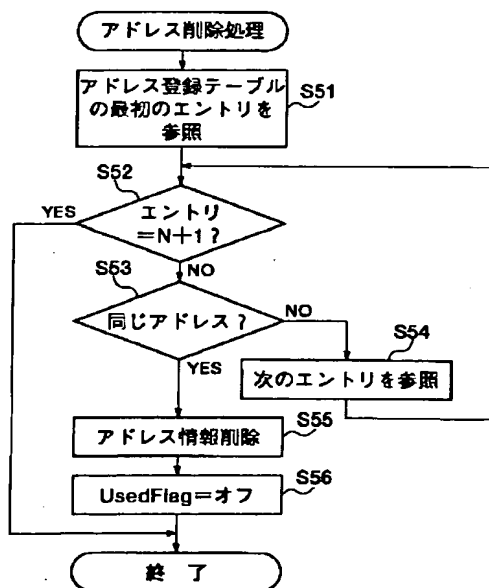 アドレス削除処理
アドレス登録テーブル
の最初のエントリを
参照
S51
S52
YES
エントリ
＝N＋1？
NO
S53
同じアドレス？
NO
YES
S54
次のエントリを参照
アドレス情報削除
S55
UsedFlag＝オフ
S56
終了